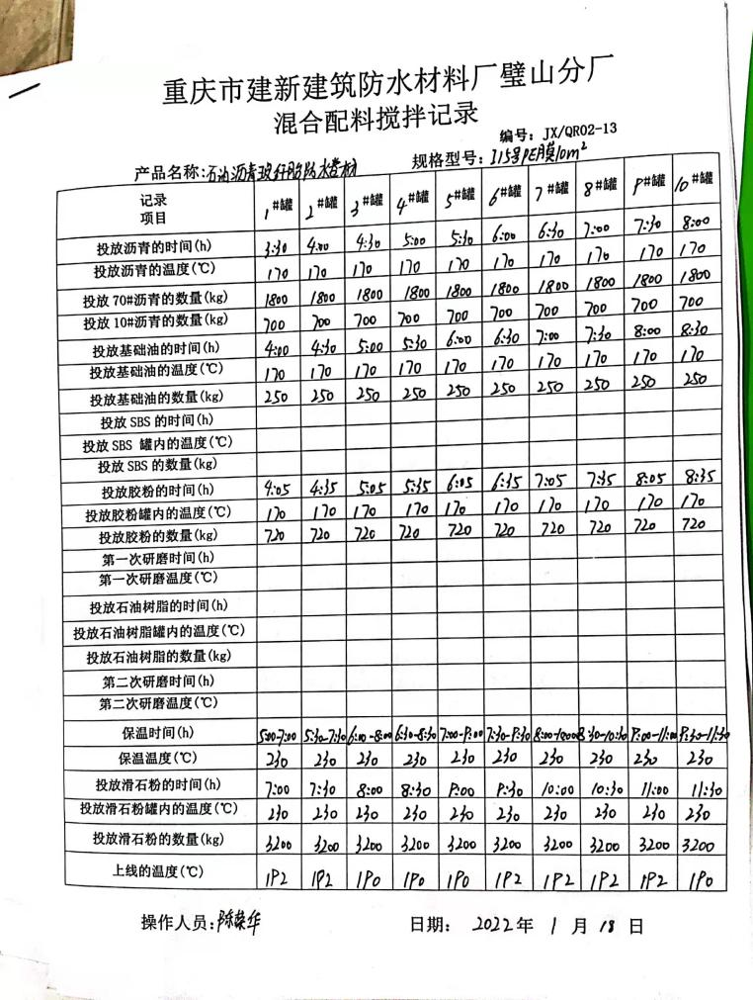 重庆市建新建筑防水材料厂璧山分厂
混合配料搅拌记录
编号: JX/QR02-13
产品名称:石油沥青玻纤胎防水卷材 规格型号: I15号PE膜10m²
记录项目 1#罐 2#罐 3#罐 4#罐 5#罐 6#罐 7#罐 8#罐 9#罐 10#罐
投放沥青的时间(h) 3:30 4:00 4:30 5:00 5:30 6:00 6:30 7:00 7:30 8:00
投放沥青的温度(℃) 170 170 170 170 170 170 170 170 170 170
投放 70#沥青的数量(kg) 1800 1800 1800 1800 1800 1800 1800 1800 1800 1800
投放 10#沥青的数量(kg) 700 700 700 700 700 700 700 700 700 700
投放基础油的时间(h) 4:00 4:30 5:00 5:30 6:00 6:30 7:00 7:30 8:00 8:30
投放基础油的温度(℃) 170 170 170 170 170 170 170 170 170 170
投放基础油的数量(kg) 250 250 250 250 250 250 250 250 250 250
投放 SBS 的时间(h)
投放 SBS 罐内的温度(℃)
投放 SBS 的数量(kg)
投放胶粉的时间(h) 4:05 4:35 5:05 5:35 6:05 6:35 7:05 7:35 8:05 8:35
投放胶粉罐内的温度(℃) 170 170 170 170 170 170 170 170 170 170
投放胶粉的数量(kg) 720 720 720 720 720 720 720 720 720 720
第一次研磨时间(h)
第一次研磨温度(℃)
投放石油树脂的时间(h)
投放石油树脂罐内的温度(℃)
投放石油树脂的数量(kg)
第二次研磨时间(h)
第二次研磨温度(℃)
保温时间(h) 5:00-7:00 5:30-7:30 6:00-8:00 6:30-8:30 7:00-9:00 7:30-9:30 8:00-10:00 8:30-10:30 9:00-11:00 9:30-11:30
保温温度(℃) 230 230 230 230 230 230 230 230 230 230
投放滑石粉的时间(h) 7:00 7:30 8:00 8:30 9:00 9:30 10:00 10:30 11:00 11:30
投放滑石粉罐内的温度(℃) 230 230 230 230 230 230 230 230 230 230
投放滑石粉的数量(kg) 3200 3200 3200 3200 3200 3200 3200 3200 3200 3200
上线的温度(℃) 192 192 190 190 190 192 192 192 192 190
操作人员:陈荣华 日期: 2022年 1 月 18 日